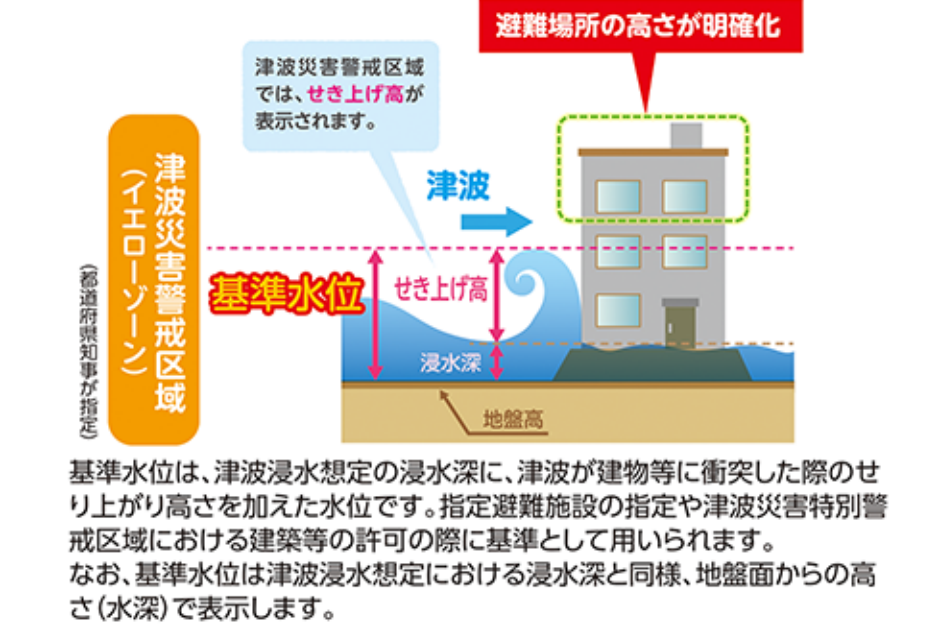 避難場所の高さが明確化
津波災害警戒区域
では、せき上げ高が
表示されます。
津波災害警戒区域
(イエローゾーン)
(都道府県知事が指定)
津波
基準水位
せき上げ高
浸水深
地盤高
基準水位は、津波浸水想定の浸水深に、津波が建物等に衝突した際のせ
り上がり高さを加えた水位です。指定避難施設の指定や津波災害特別警
戒区域における建築等の許可の際に基準として用いられます。
なお、基準水位は津波浸水想定における浸水深と同様、地盤面からの高
さ(水深)で表示します。